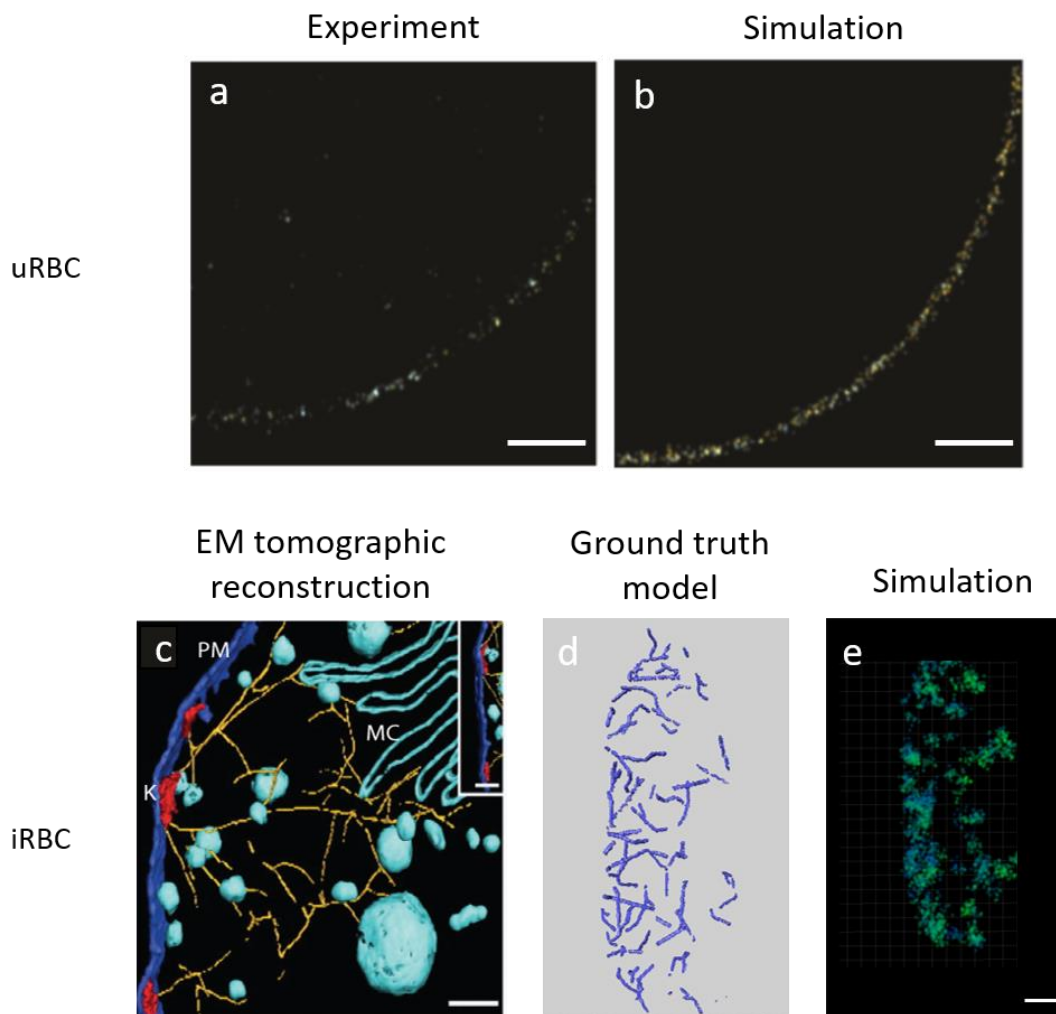 Experiment
Simulation
a
b
uRBC
EM tomographic
reconstruction
Ground truth
model
Simulation
c
PM
MC
K
d
e
iRBC